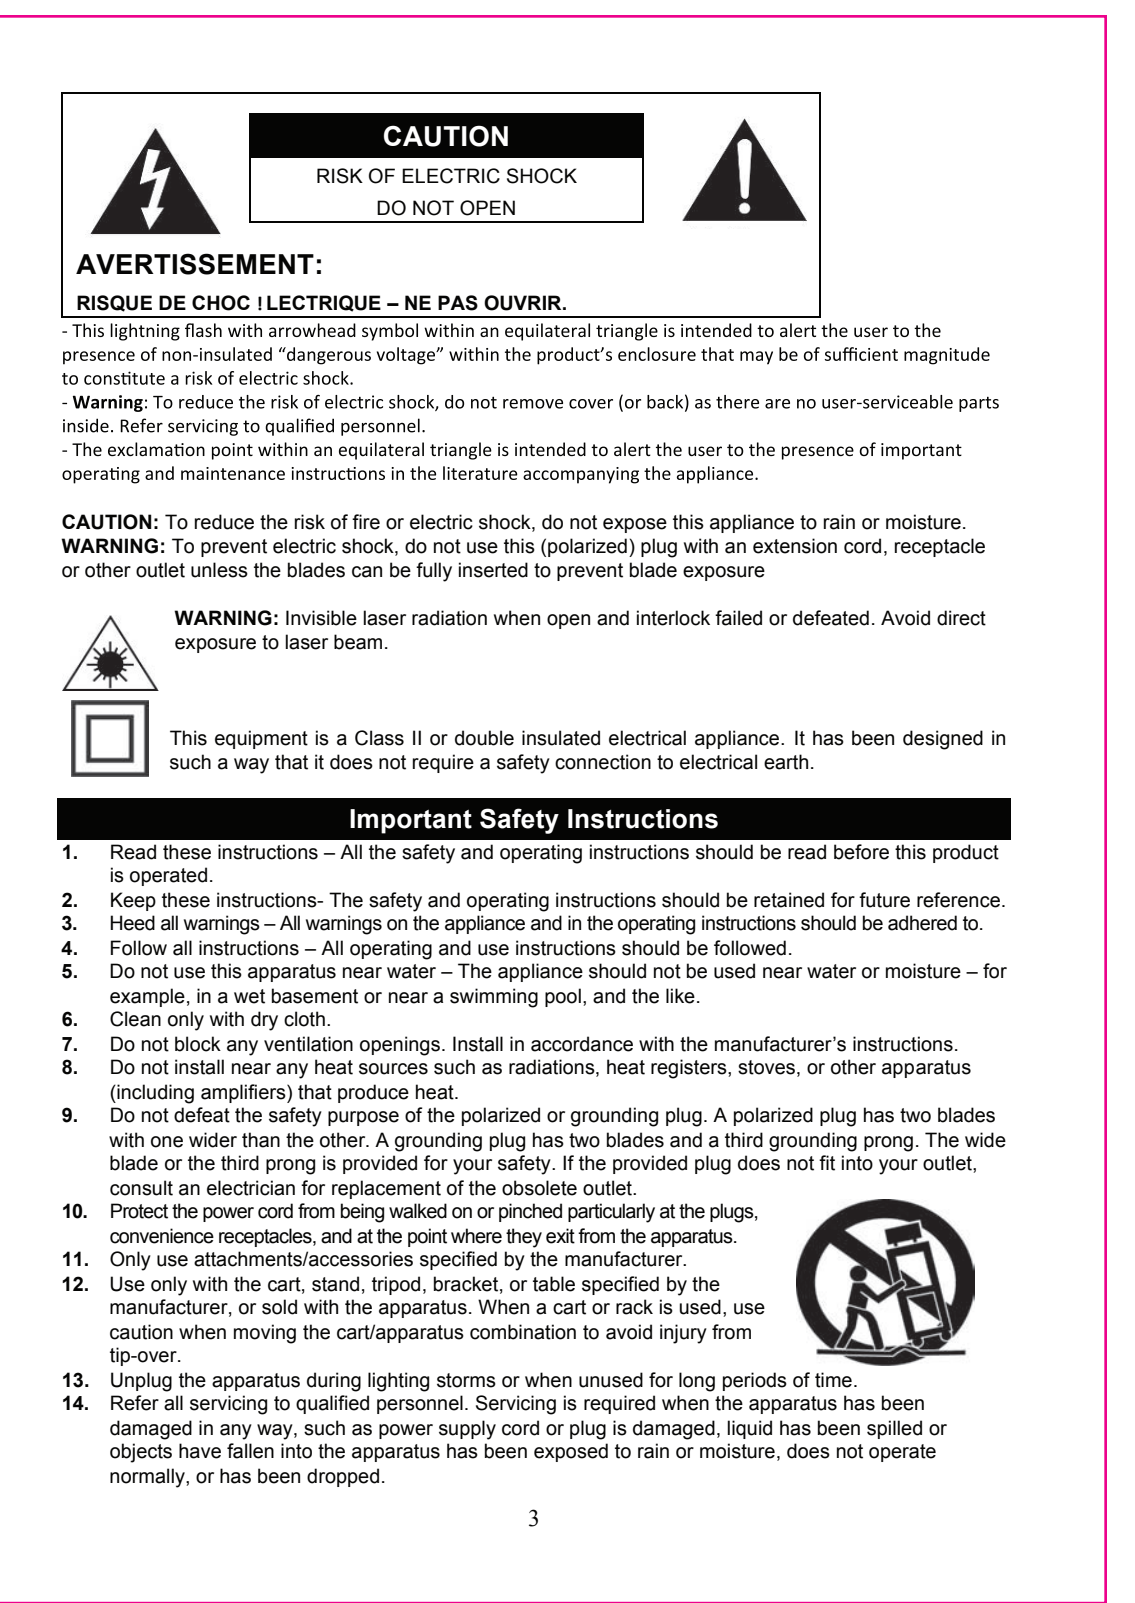 CAUTION
RISK OF ELECTRIC SHOCK
DO NOT OPEN
AVERTISSEMENT:
RISQUE DE CHOC ! LECTRIQUE – NE PAS OUVRIR.
- This lightning flash with arrowhead symbol within an equilateral triangle is intended to alert the user to the
presence of non-insulated “dangerous voltage” within the product’s enclosure that may be of sufficient magnitude
to constitute a risk of electric shock.
- Warning: To reduce the risk of electric shock, do not remove cover (or back) as there are no user-serviceable parts
inside. Refer servicing to qualified personnel.
- The exclamation point within an equilateral triangle is intended to alert the user to the presence of important
operating and maintenance instructions in the literature accompanying the appliance.
CAUTION: To reduce the risk of fire or electric shock, do not expose this appliance to rain or moisture.
WARNING: To prevent electric shock, do not use this (polarized) plug with an extension cord, receptacle
or other outlet unless the blades can be fully inserted to prevent blade exposure
WARNING: Invisible laser radiation when open and interlock failed or defeated. Avoid direct
exposure to laser beam.
This equipment is a Class II or double insulated electrical appliance. It has been designed in
such a way that it does not require a safety connection to electrical earth.
Important Safety Instructions
1. Read these instructions – All the safety and operating instructions should be read before this product
is operated.
2. Keep these instructions- The safety and operating instructions should be retained for future reference.
3. Heed all warnings – All warnings on the appliance and in the operating instructions should be adhered to.
4. Follow all instructions – All operating and use instructions should be followed.
5. Do not use this apparatus near water – The appliance should not be used near water or moisture – for
example, in a wet basement or near a swimming pool, and the like.
6. Clean only with dry cloth.
7. Do not block any ventilation openings. Install in accordance with the manufacturer’s instructions.
8. Do not install near any heat sources such as radiations, heat registers, stoves, or other apparatus
(including amplifiers) that produce heat.
9. Do not defeat the safety purpose of the polarized or grounding plug. A polarized plug has two blades
with one wider than the other. A grounding plug has two blades and a third grounding prong. The wide
blade or the third prong is provided for your safety. If the provided plug does not fit into your outlet,
consult an electrician for replacement of the obsolete outlet.
10. Protect the power cord from being walked on or pinched particularly at the plugs,
convenience receptacles, and at the point where they exit from the apparatus.
11. Only use attachments/accessories specified by the manufacturer.
12. Use only with the cart, stand, tripod, bracket, or table specified by the
manufacturer, or sold with the apparatus. When a cart or rack is used, use
caution when moving the cart/apparatus combination to avoid injury from
tip-over.
13. Unplug the apparatus during lighting storms or when unused for long periods of time.
14. Refer all servicing to qualified personnel. Servicing is required when the apparatus has been
damaged in any way, such as power supply cord or plug is damaged, liquid has been spilled or
objects have fallen into the apparatus has been exposed to rain or moisture, does not operate
normally, or has been dropped.
3